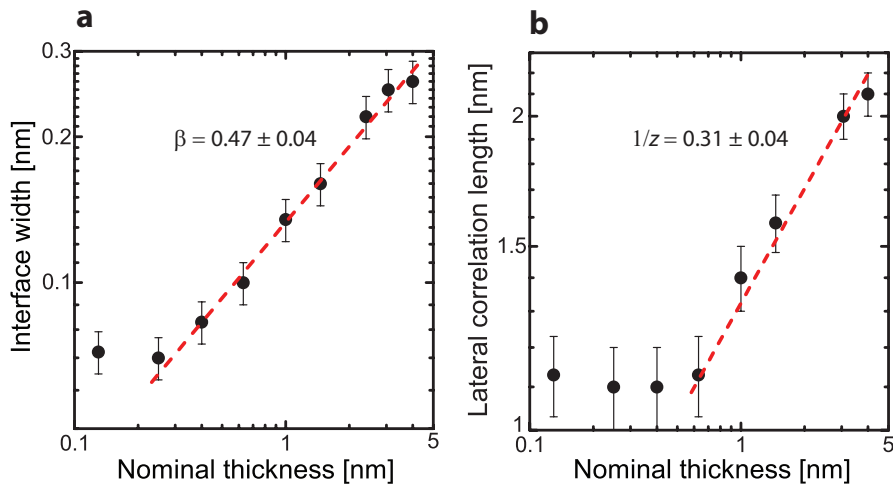 a
0.3
0.2
0.1
Interface width [nm]
β = 0.47 ± 0.04
0.1
1
5
Nominal thickness [nm]
b
2
1.5
1
Lateral correlation length [nm]
1/z = 0.31 ± 0.04
0.1
1
5
Nominal thickness [nm]